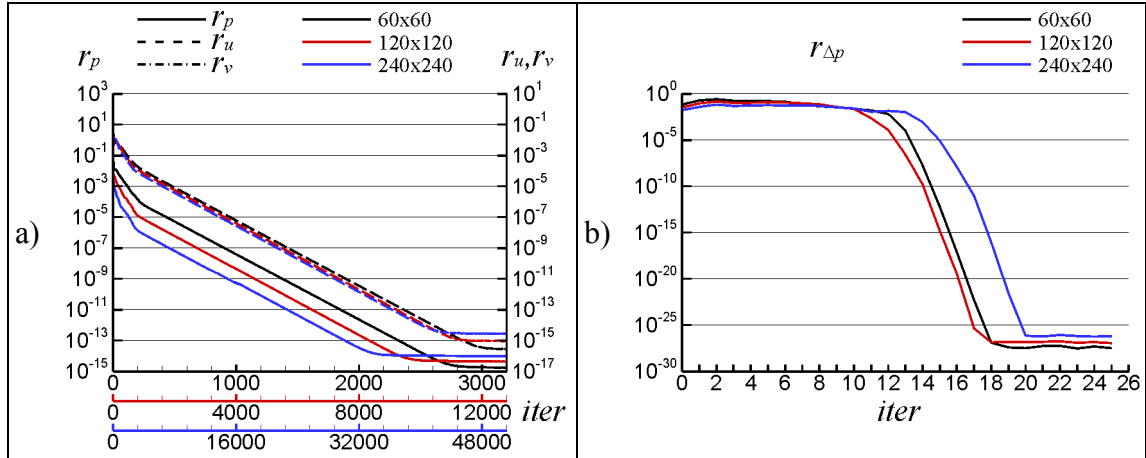 a)
r_p 60x60
r_u 120x120
r_v 240x240
r_p r_u,r_v
10^3 10^1
10^1 10^-1
10^-1 10^-3
10^-3 10^-5
10^-5 10^-7
10^-7 10^-9
10^-9 10^-11
10^-11 10^-13
10^-13 10^-15
10^-15 10^-17
0 1000 2000 3000
0 4000 8000 12000 iter
0 16000 32000 48000
b)
60x60
120x120
240x240
r_Δp
10^0
10^-5
10^-10
10^-15
10^-20
10^-25
10^-30
0 2 4 6 8 10 12 14 16 18 20 22 24 26
iter